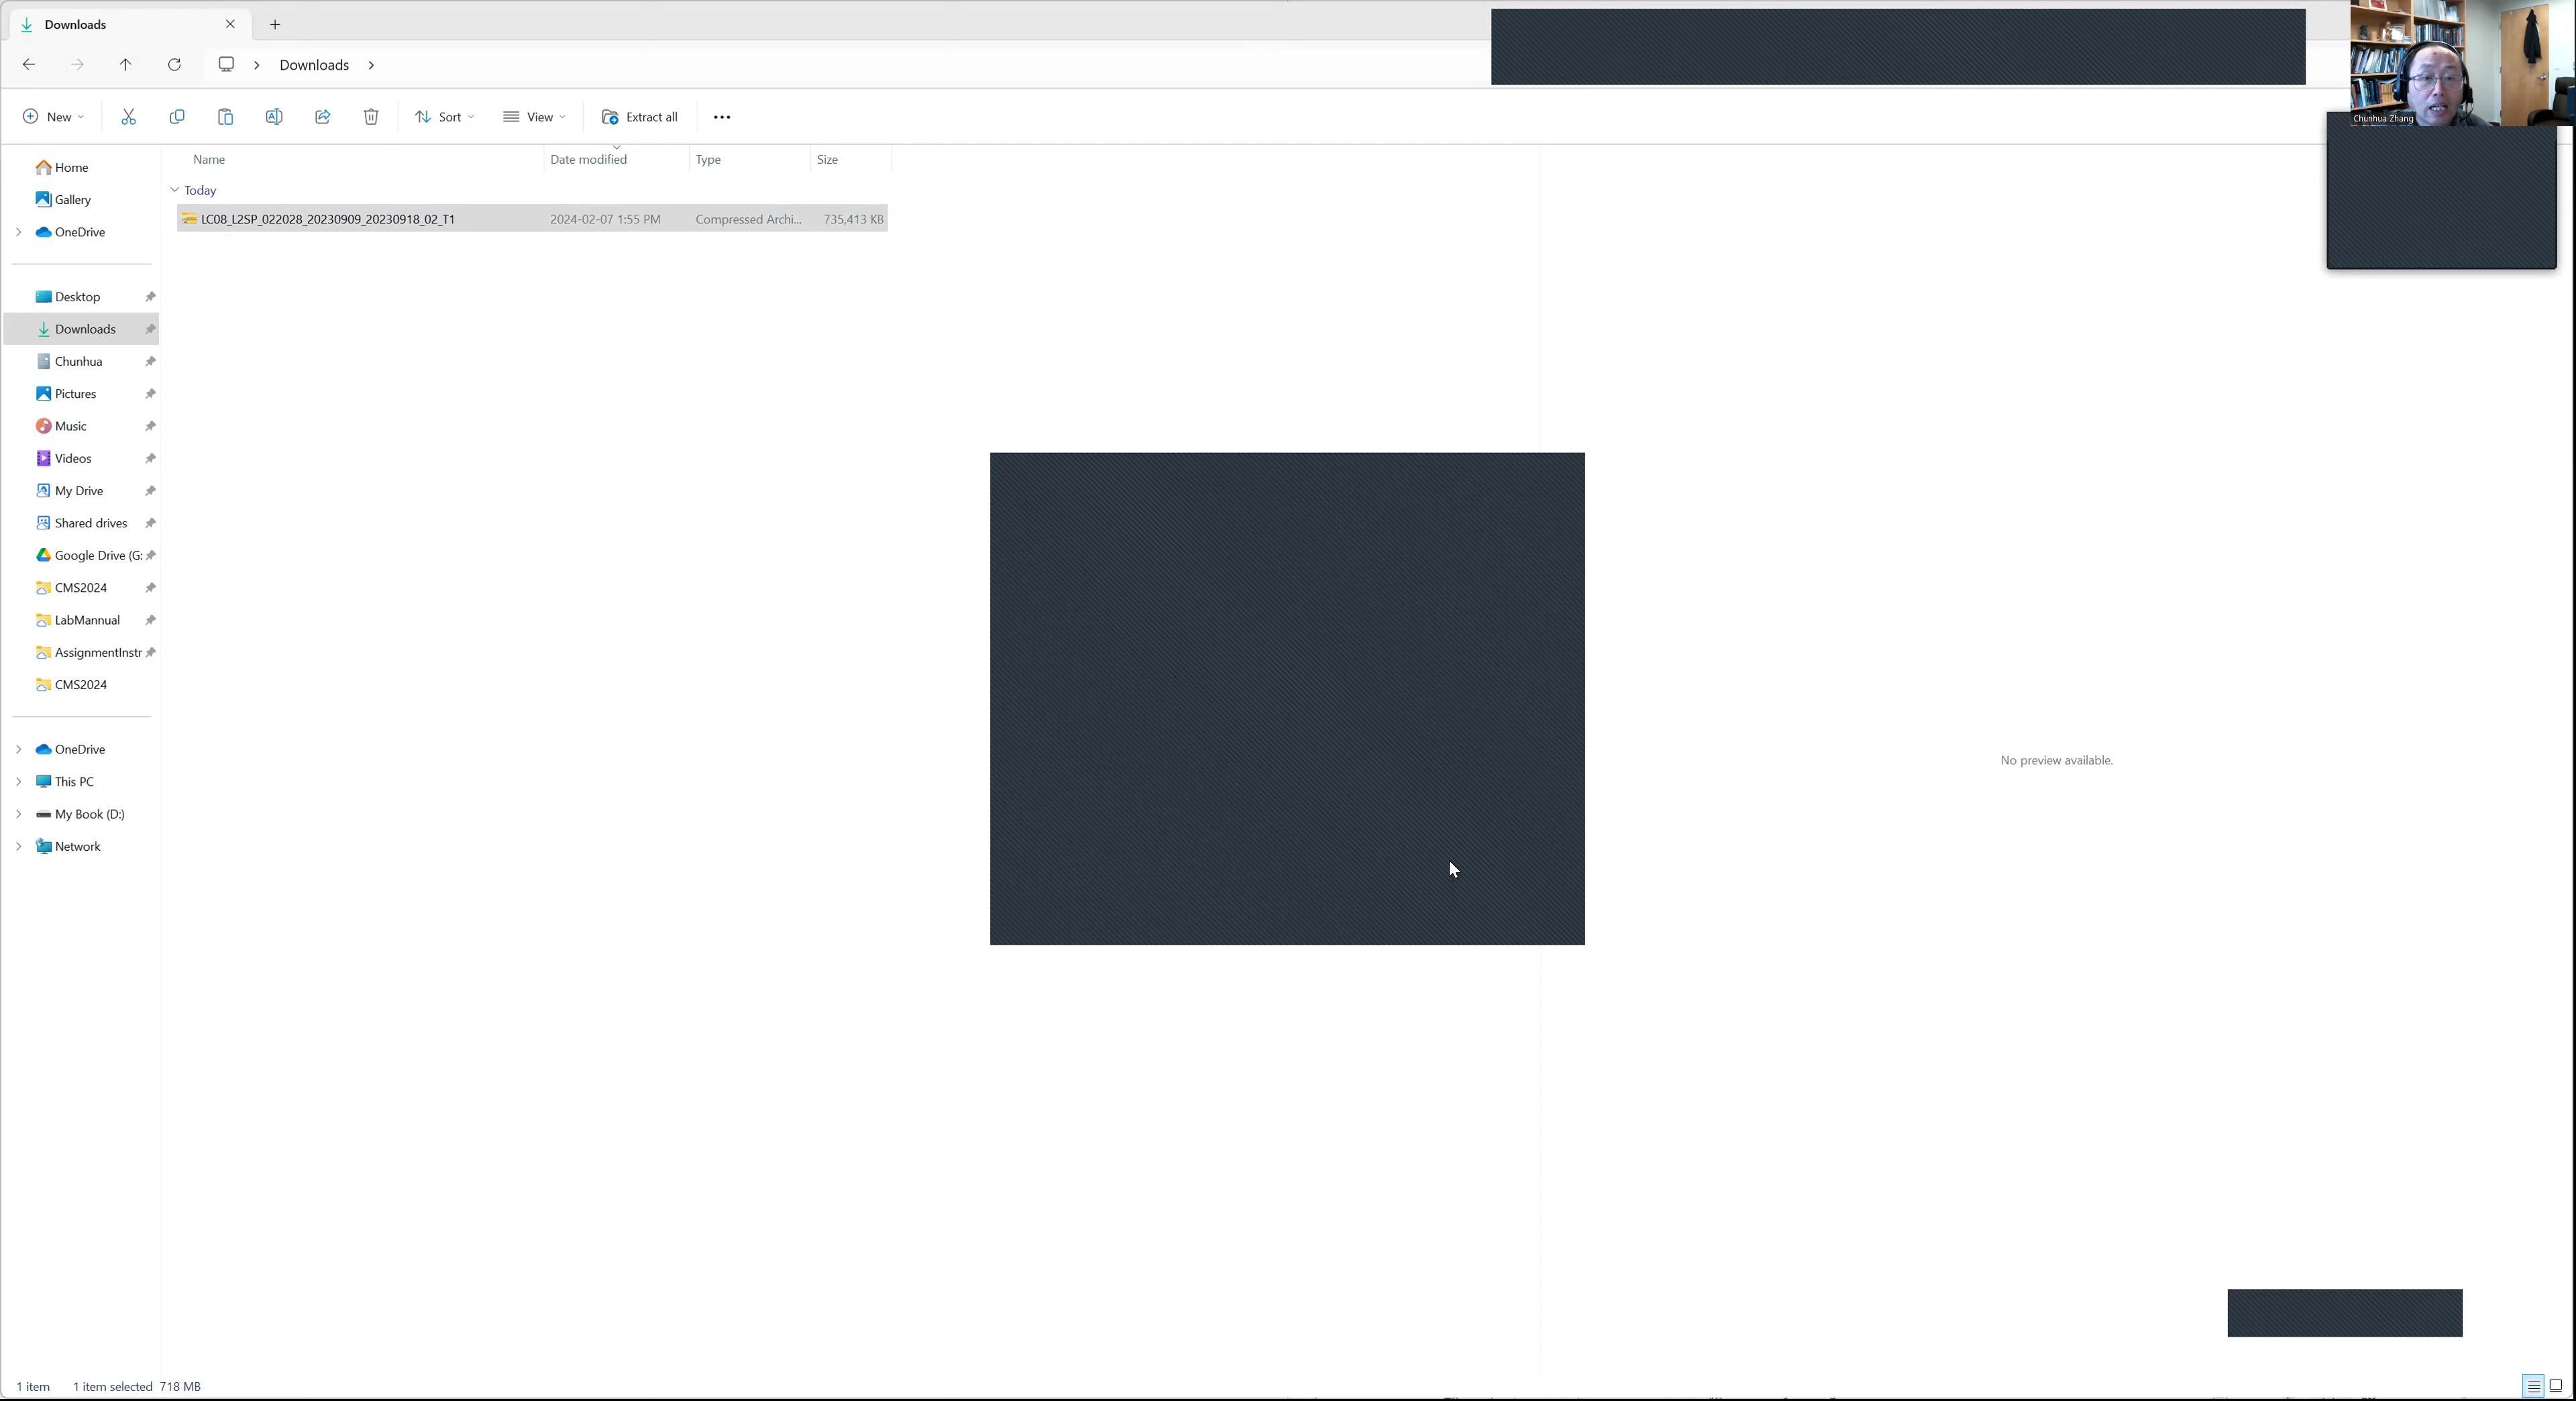 Downloads
Downloads
New
Sort
View
Extract all
Chunhua Zhang
Name
Date modified
Type
Size
Home
Gallery
OneDrive
Today
LC08_L2SP_022028_20230909_20230918_02_T1
2024-02-07 1:55 PM
Compressed Archi...
735,413 KB
Desktop
Downloads
Chunhua
Pictures
Music
Videos
My Drive
Shared drives
Google Drive (G:
CMS2024
LabMannual
AssignmentInstr
CMS2024
OneDrive
This PC
My Book (D:)
Network
No preview available.
1 item
1 item selected 718 MB